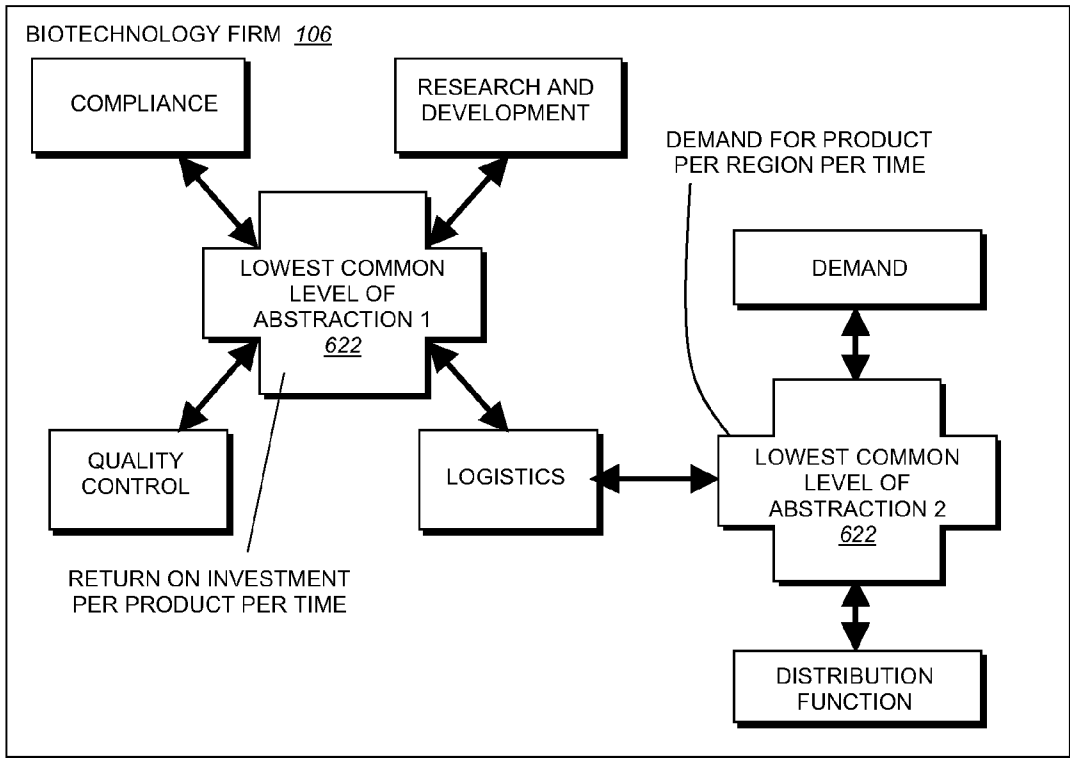 BIOTECHNOLOGY FIRM 106
COMPLIANCE
RESEARCH AND
DEVELOPMENT
DEMAND FOR PRODUCT
PER REGION PER TIME
LOWEST COMMON
LEVEL OF
ABSTRACTION 1
622
DEMAND
QUALITY
CONTROL
LOGISTICS
LOWEST COMMON
LEVEL OF
ABSTRACTION 2
622
RETURN ON INVESTMENT
PER PRODUCT PER TIME
DISTRIBUTION
FUNCTION